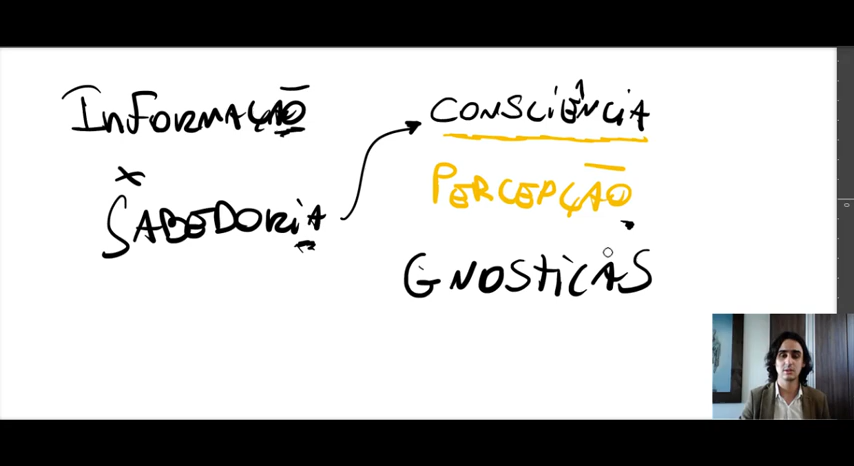 INFORMAÇÃO
x
SABEDORIA
CONSCIÊNCIA
PERCEPÇÃO
GNOSTICAS